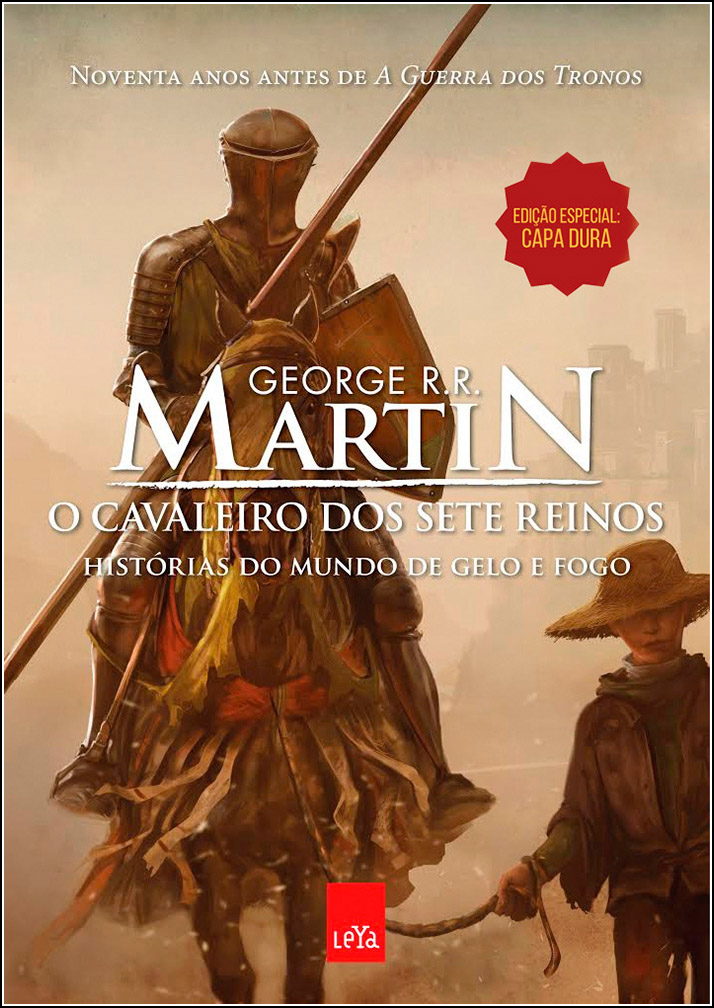 Noventa anos antes de A Guerra dos Tronos
EDIÇÃO ESPECIAL:
CAPA DURA
GEORGE R.R.
MARTIN
O CAVALEIRO DOS SETE REINOS
HISTÓRIAS DO MUNDO DE GELO E FOGO
LeYa